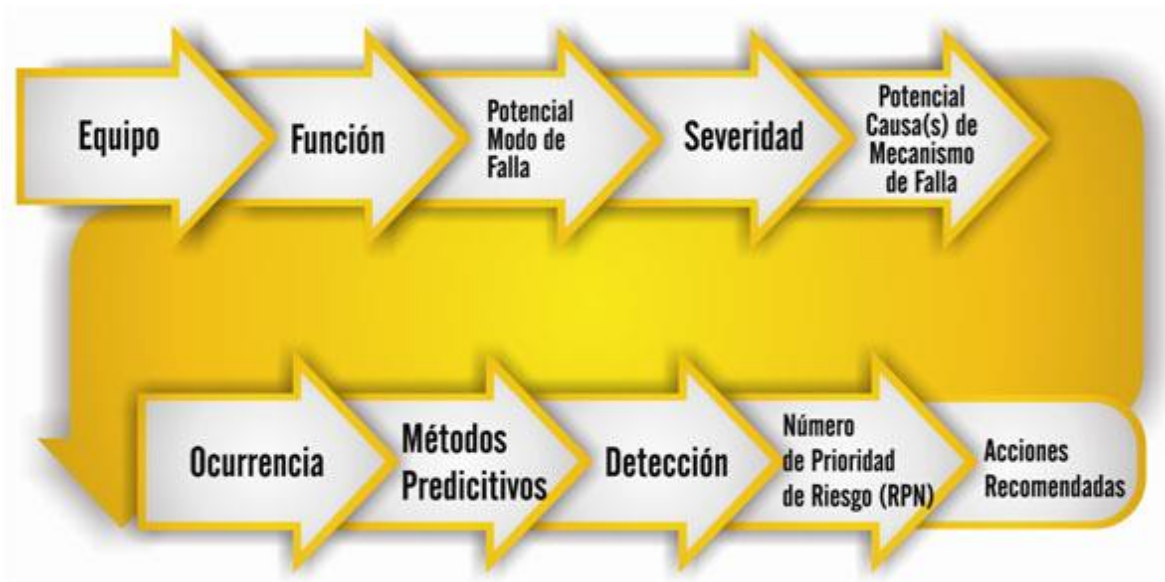 Equipo
Función
Potencial
Modo de
Falla
Severidad
Potencial
Causa(s) de
Mecanismo
de Falla
Ocurrencia
Métodos
Predicitivos
Detección
Número
de Prioridad
de Riesgo (RPN)
Acciones
Recomendadas